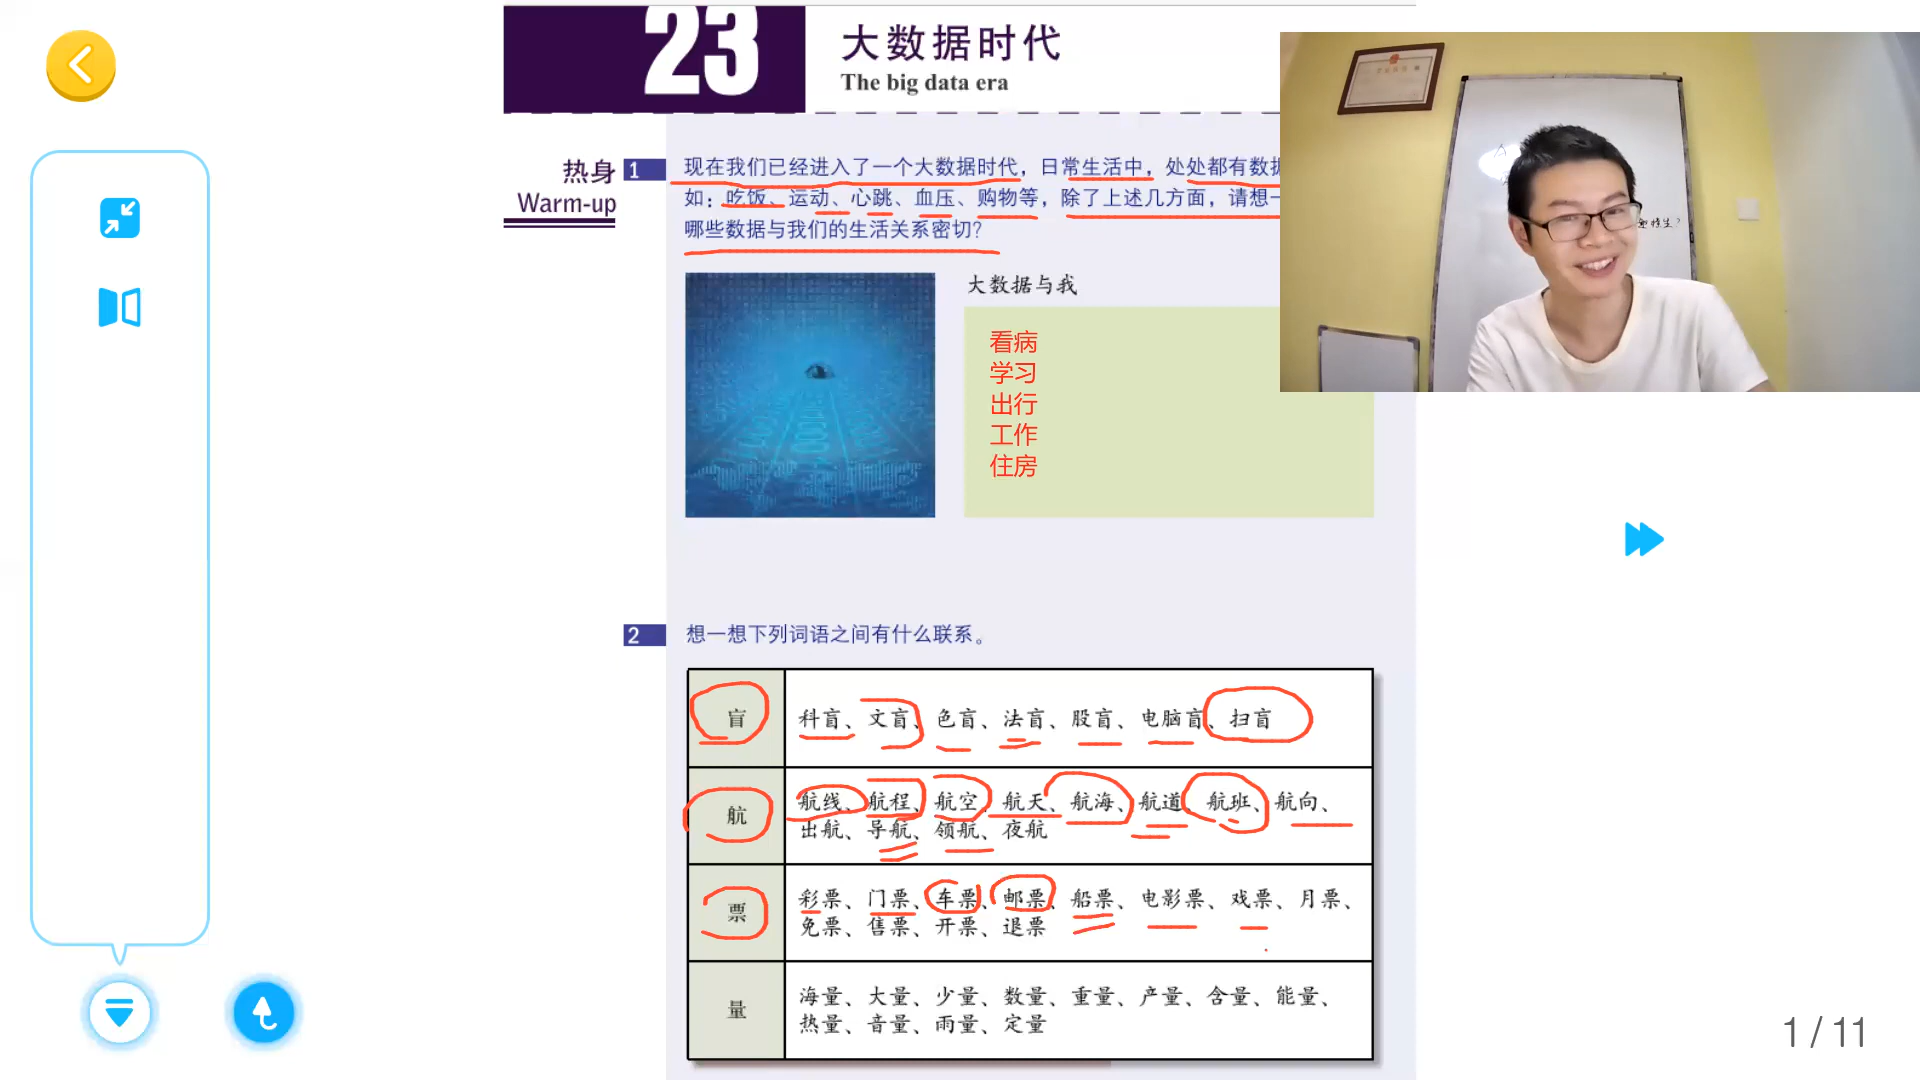 23
大数据时代
The big data era
热身
Warm-up
1
现在我们已经进入了一个大数据时代，日常生活中，处处都有数据
如：吃饭、运动、心跳、血压、购物等，除了上述几方面，请想一
哪些数据与我们的生活关系密切？
大数据与我
看病
学习
出行
工作
住房
2
想一想下列词语之间有什么联系。
盲
科盲、文盲、色盲、法盲、股盲、电脑盲、扫盲
航
航线、航程、航空、航天、航海、航道、航班、航向、
出航、导航、领航、夜航
票
彩票、门票、车票、邮票、船票、电影票、戏票、月票、
免票、售票、开票、退票
量
海量、大量、少量、数量、重量、产量、含量、能量、
热量、音量、雨量、定量
1 / 11